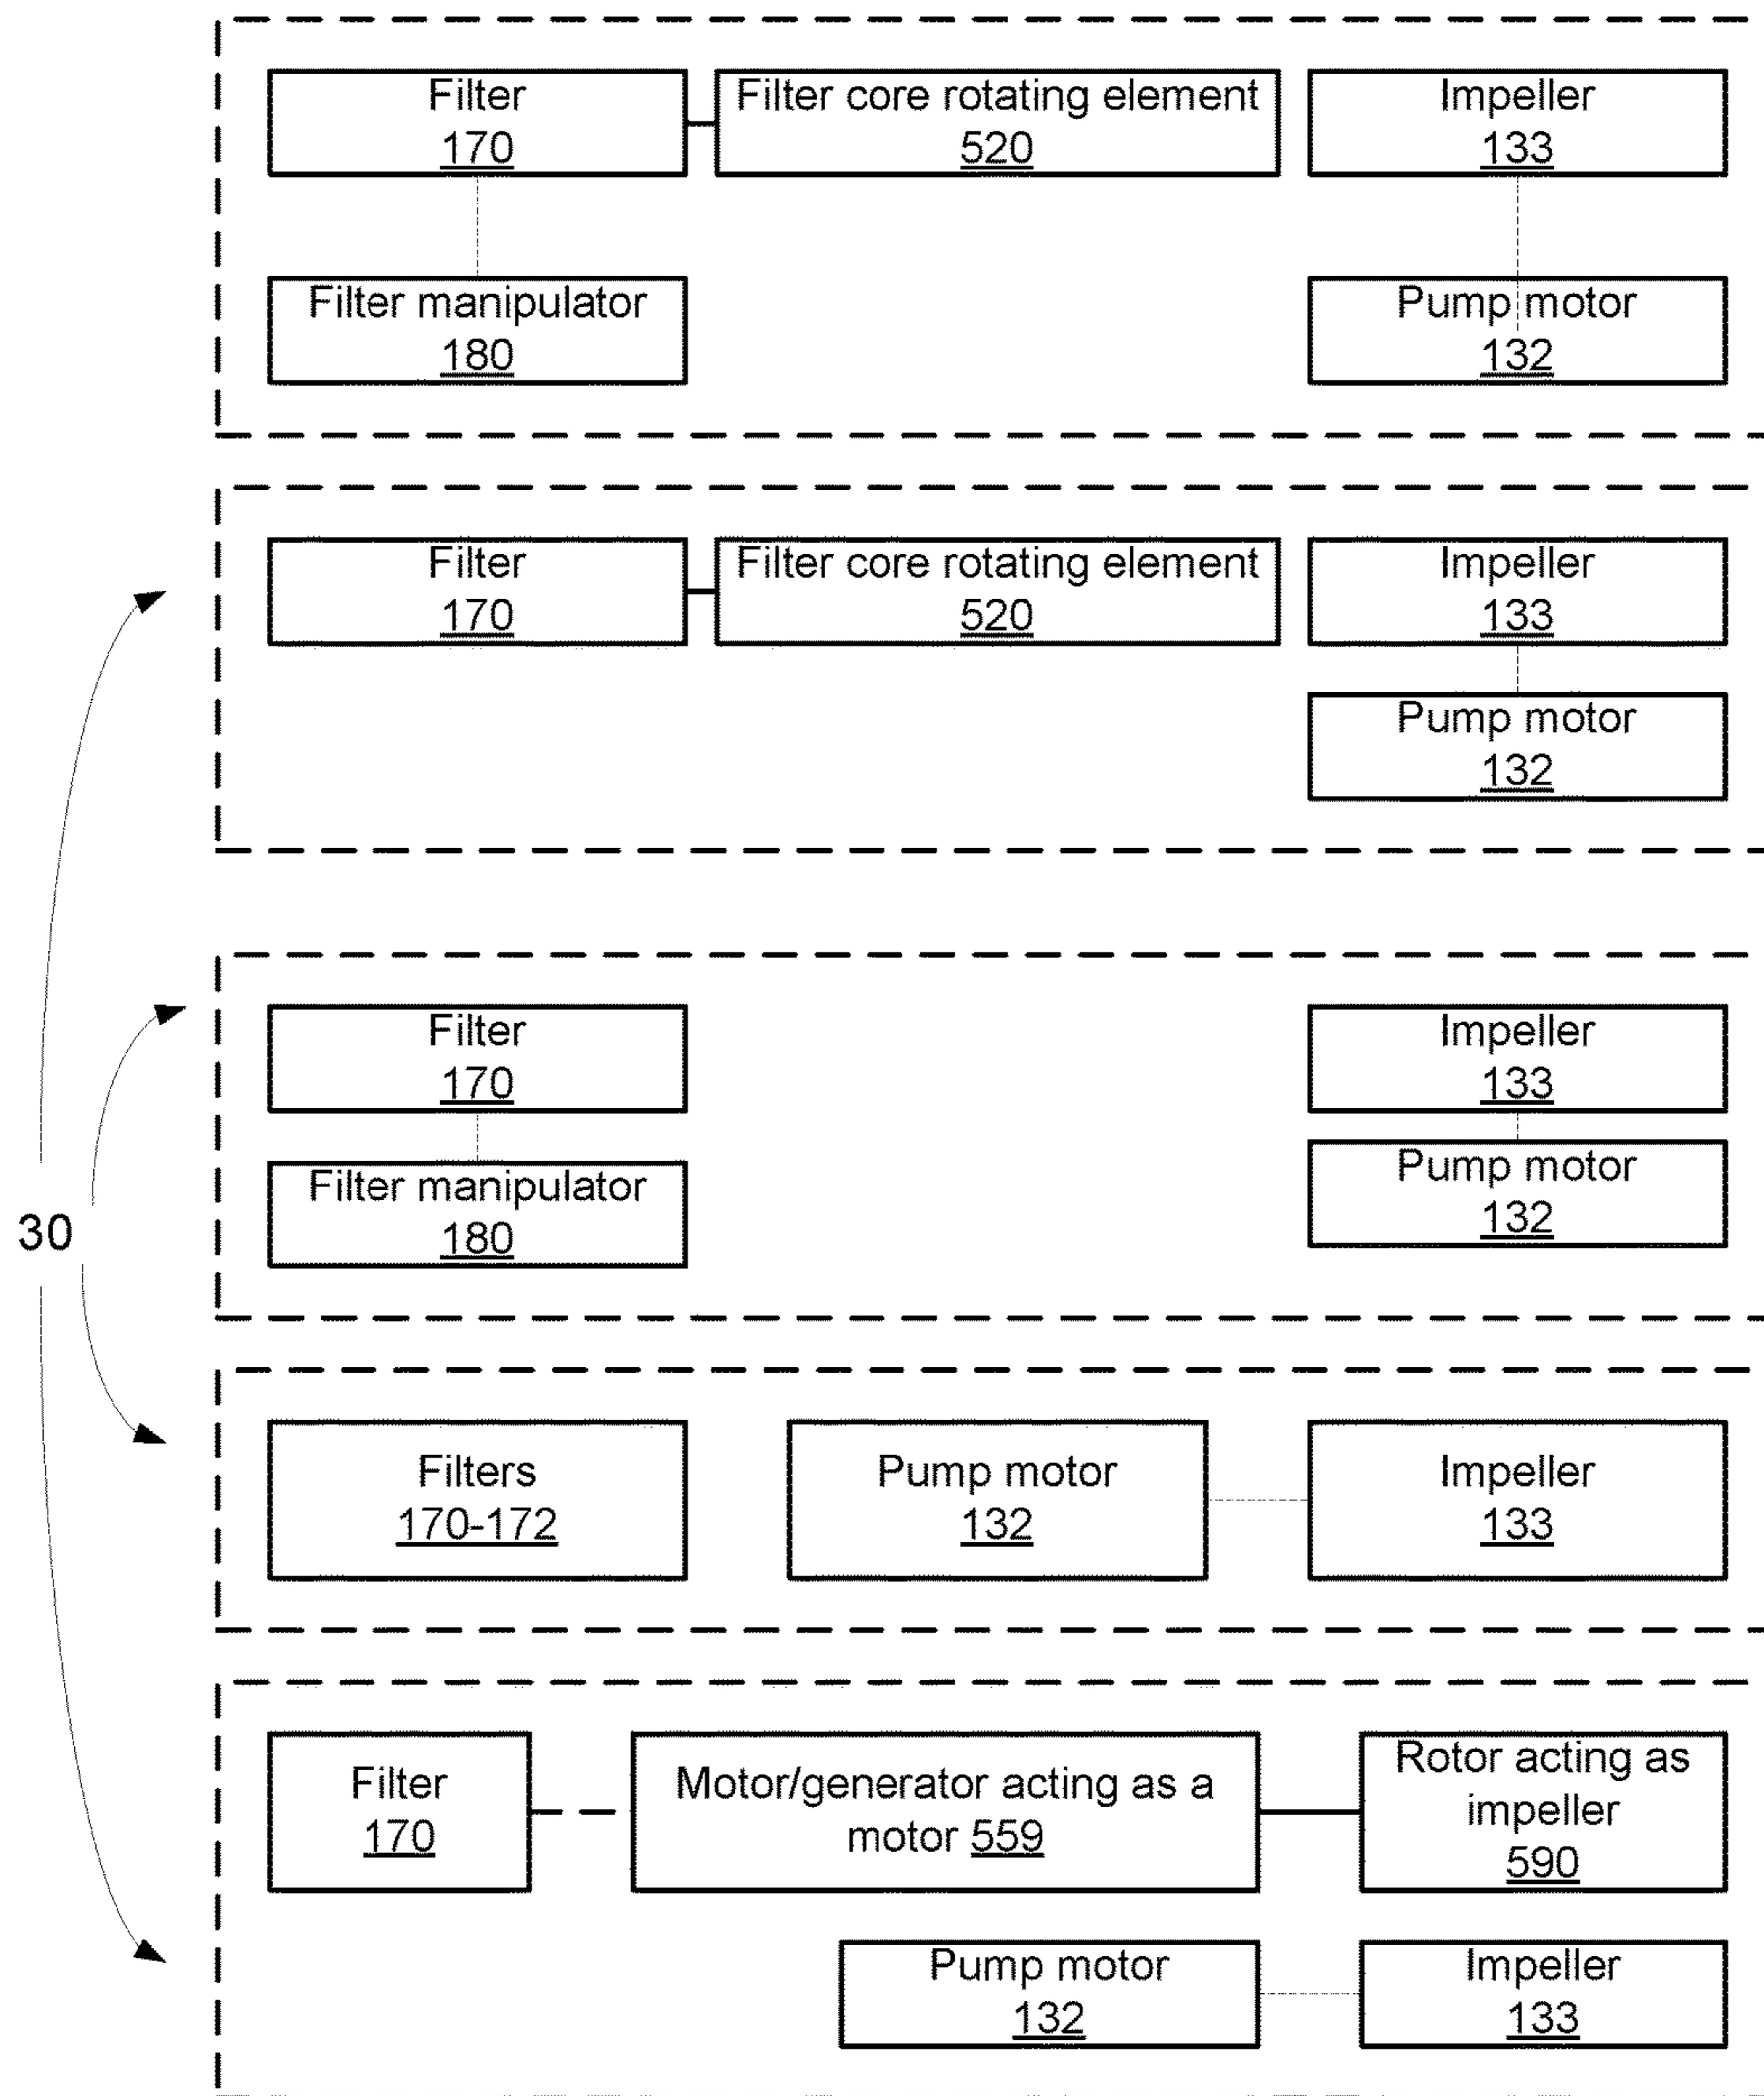 Filter
170
Filter core rotating element
520
Impeller
133
Filter manipulator
180
Pump motor
132
Filter
170
Filter core rotating element
520
Impeller
133
Pump motor
132
Filter
170
Impeller
133
Filter manipulator
180
Pump motor
132
30
Filters
170-172
Pump motor
132
Impeller
133
Filter
170
Motor/generator acting as a
motor 559
Rotor acting as
impeller
590
Pump motor
132
Impeller
133